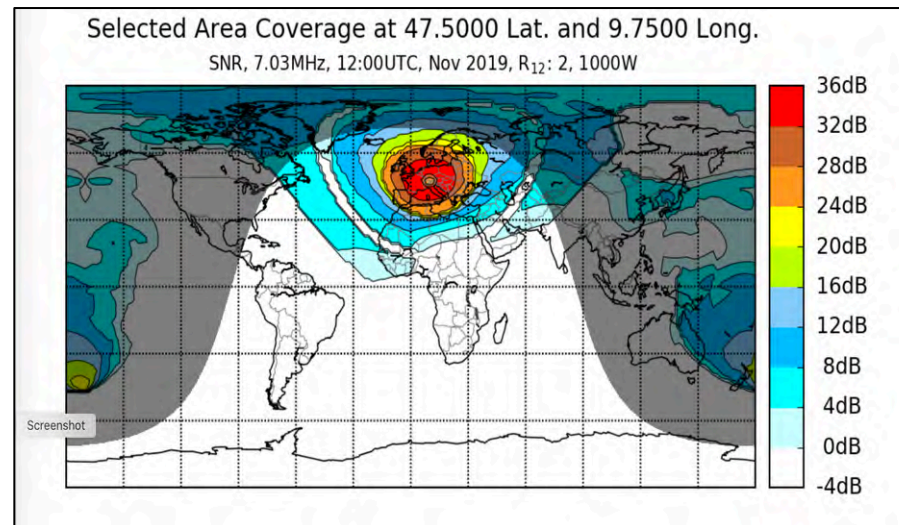 Selected Area Coverage at 47.5000 Lat. and 9.7500 Long.
SNR, 7.03MHz, 12:00UTC, Nov 2019, R₁₂: 2, 1000W
36dB
32dB
28dB
24dB
20dB
16dB
12dB
8dB
4dB
0dB
-4dB
Screenshot